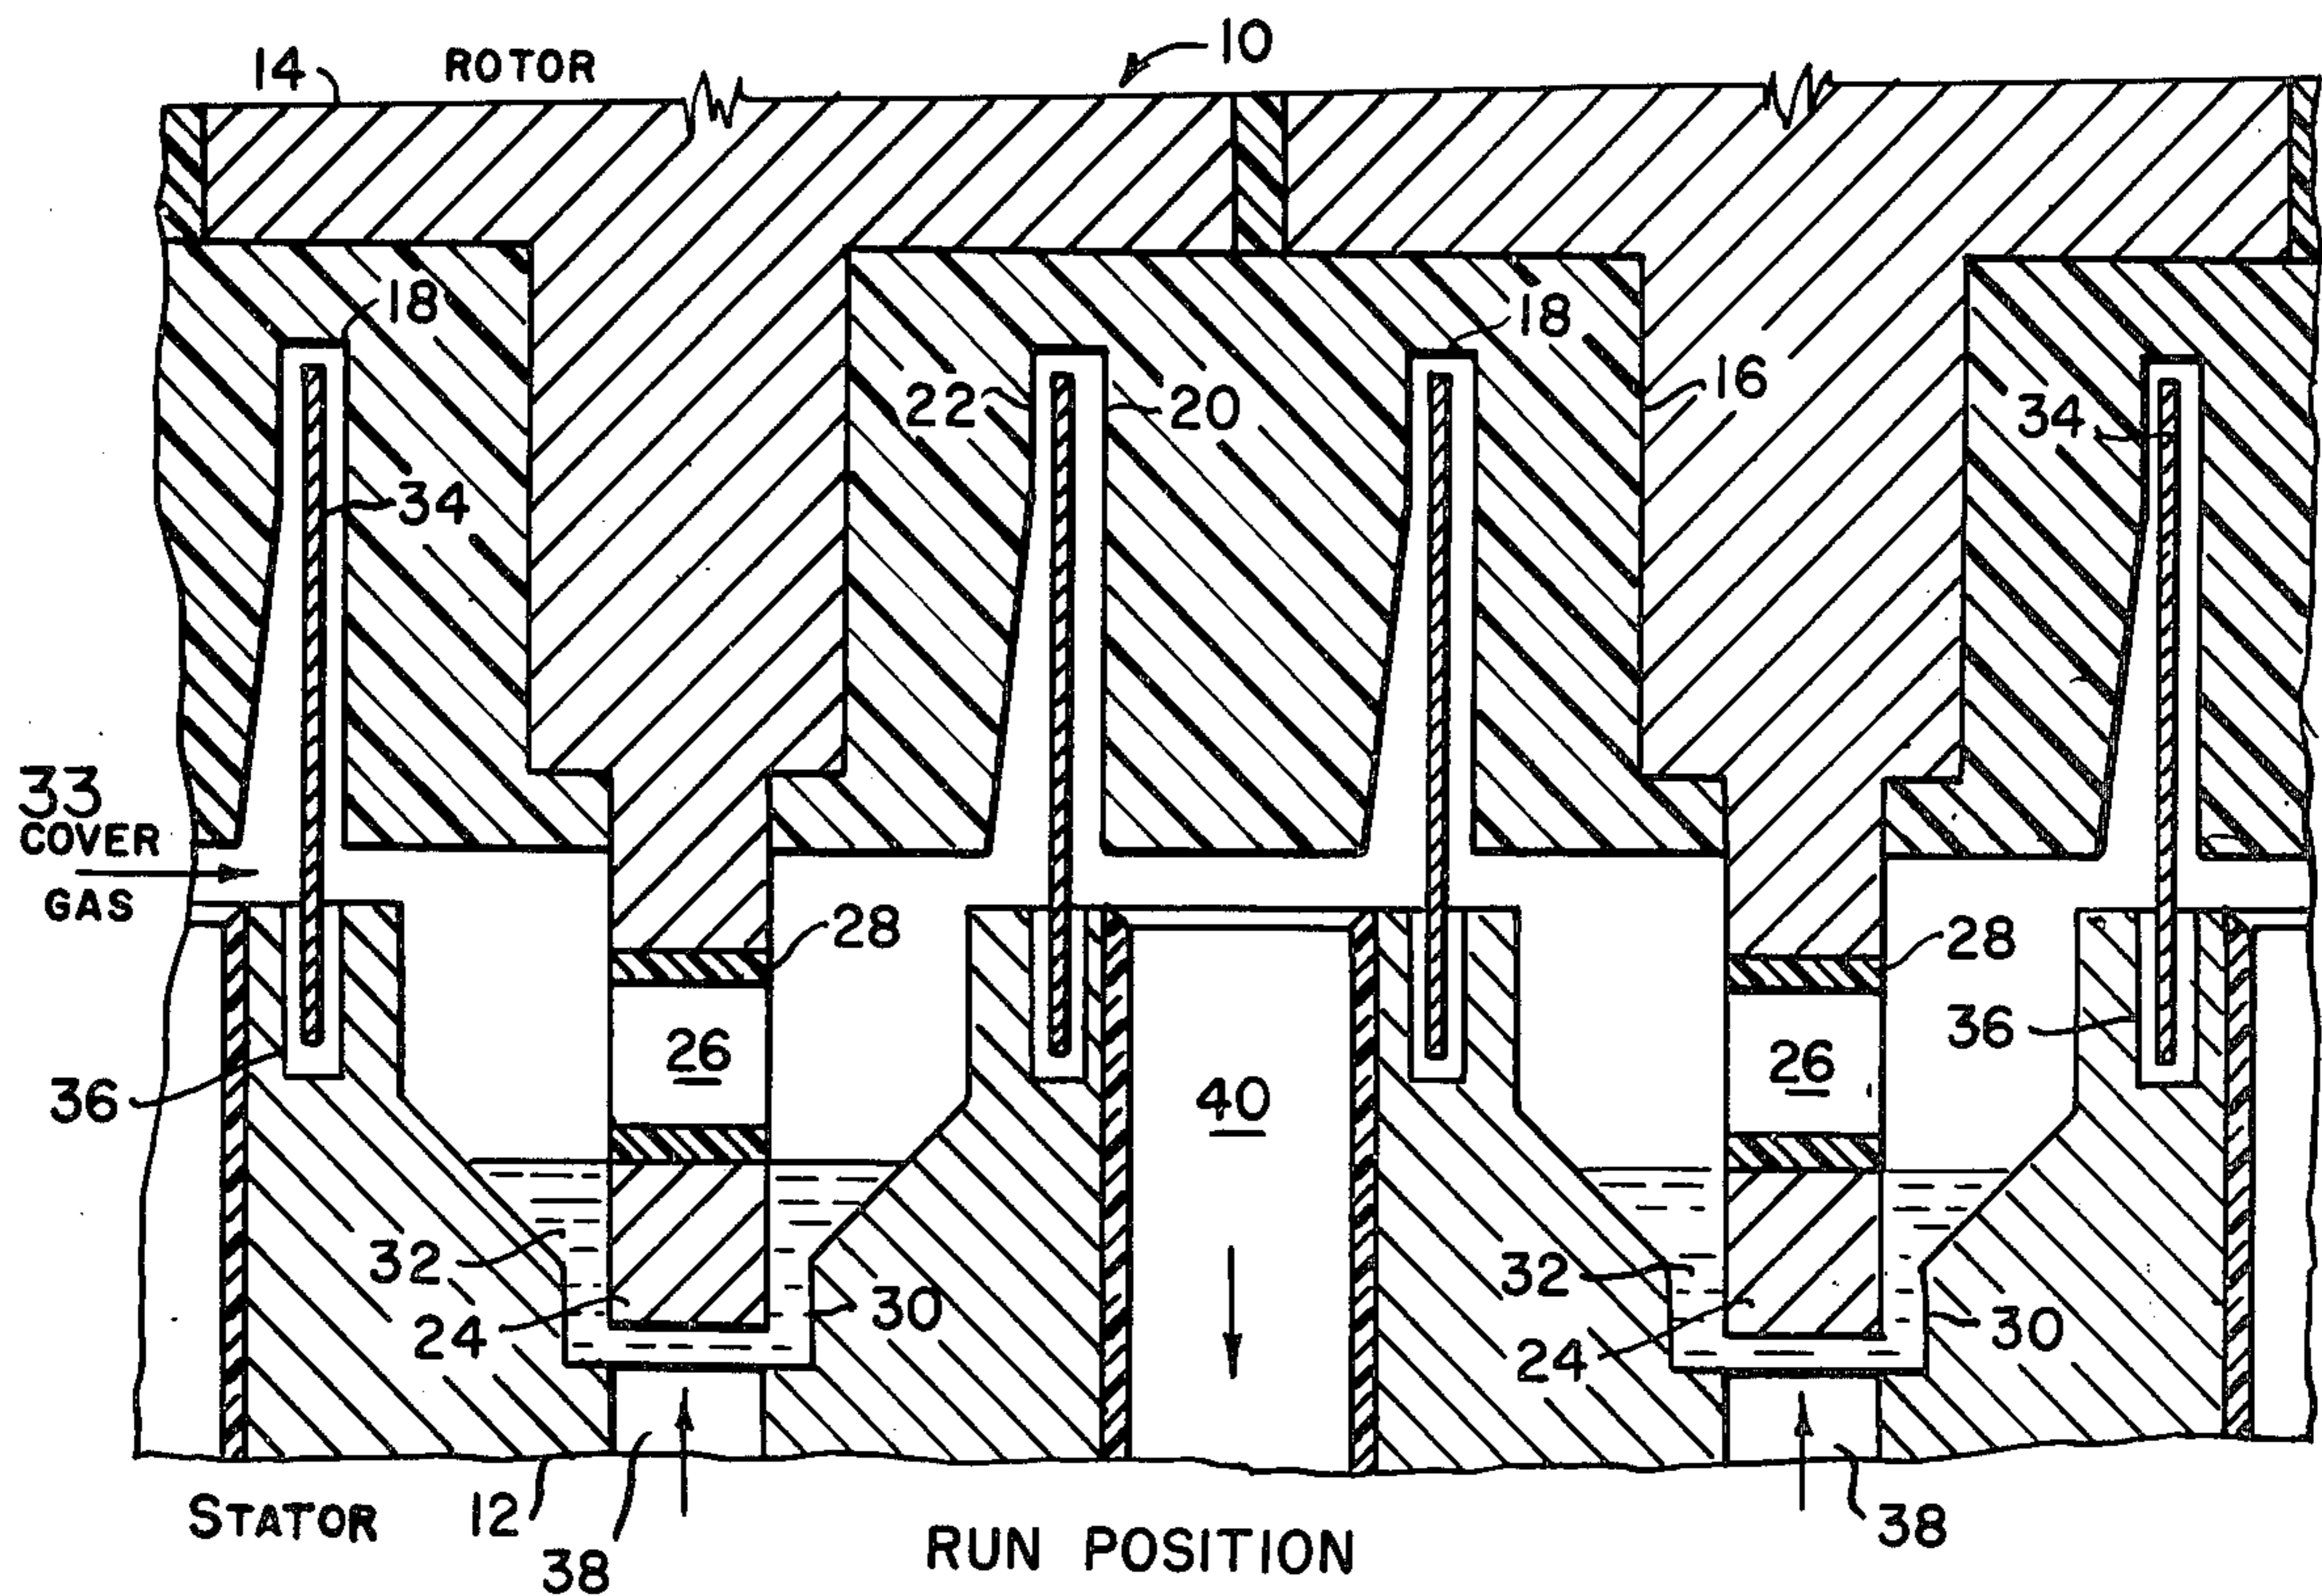 10
14 ROTOR
18 18
22 20 16
34 34
33
COVER
GAS
28 28
26 26
36 36
40
32 32
24 30 24 30
STATOR 12 38 38
RUN POSITION